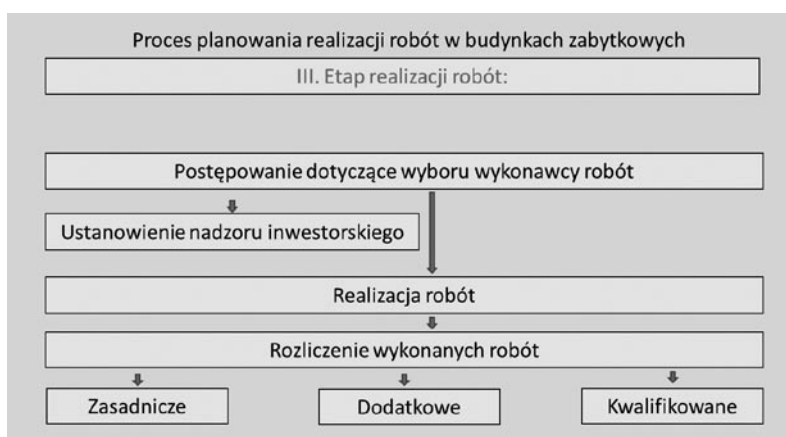 Proces planowania realizacji robót w budynkach zabytkowych
III. Etap realizacji robót:
Postępowanie dotyczące wyboru wykonawcy robót
Ustanowienie nadzoru inwestorskiego
Realizacja robót
Rozliczenie wykonanych robót
Zasadnicze
Dodatkowe
Kwalifikowane